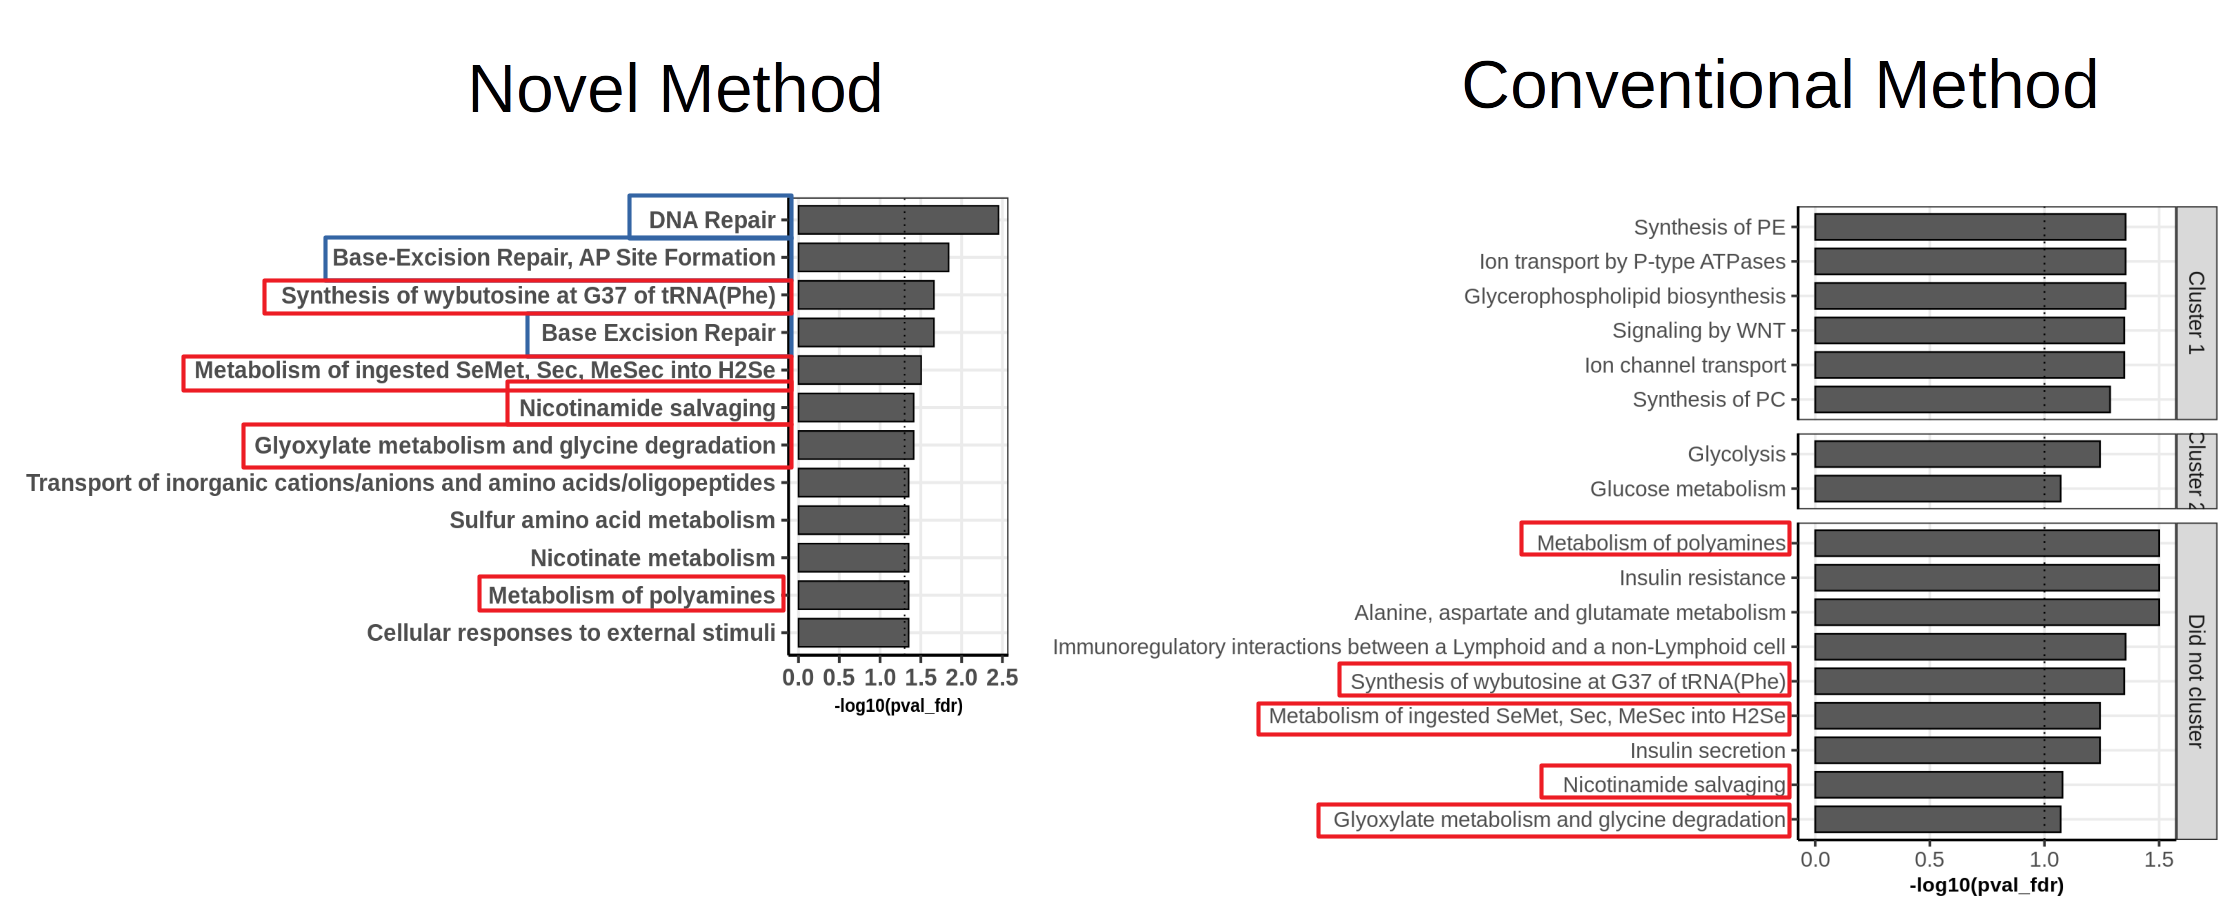 Novel Method
DNA Repair
Base-Excision Repair, AP Site Formation
Synthesis of wybutosine at G37 of tRNA(Phe)
Base Excision Repair
Metabolism of ingested SeMet, Sec, MeSec into H2Se
Nicotinamide salvaging
Glyoxylate metabolism and glycine degradation
Transport of inorganic cations/anions and amino acids/oligopeptides
Sulfur amino acid metabolism
Nicotinate metabolism
Metabolism of polyamines
Cellular responses to external stimuli
0.0 0.5 1.0 1.5 2.0 2.5
-log10(pval_fdr)
Conventional Method
Synthesis of PE
Ion transport by P-type ATPases
Glycerophospholipid biosynthesis
Signaling by WNT
Ion channel transport
Synthesis of PC
Cluster 1
Glycolysis
Glucose metabolism
Cluster 2
Metabolism of polyamines
Insulin resistance
Alanine, aspartate and glutamate metabolism
Immunoregulatory interactions between a Lymphoid and a non-Lymphoid cell
Synthesis of wybutosine at G37 of tRNA(Phe)
Metabolism of ingested SeMet, Sec, MeSec into H2Se
Insulin secretion
Nicotinamide salvaging
Glyoxylate metabolism and glycine degradation
Did not cluster
0.0 0.5 1.0 1.5
-log10(pval_fdr)